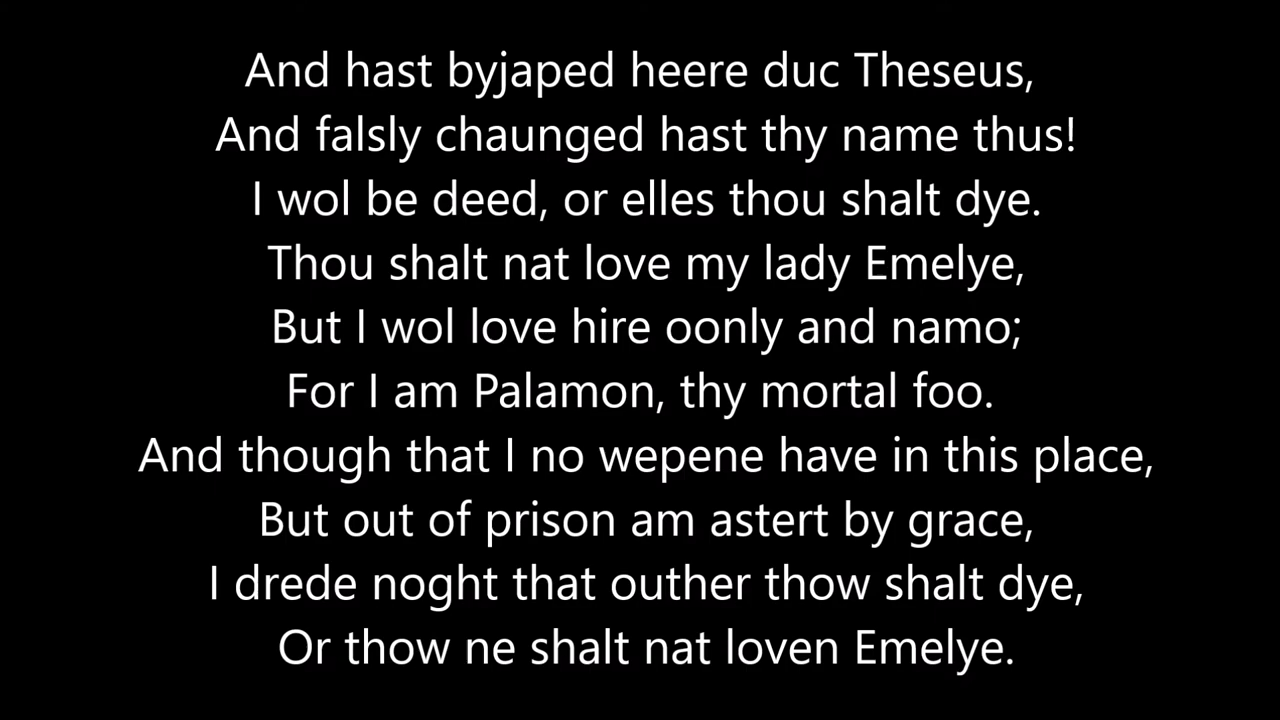 And hast byjaped heere duc Theseus,
And falsly chaunged hast thy name thus!
I wol be deed, or elles thou shalt dye.
Thou shalt nat love my lady Emelye,
But I wol love hire oonly and namo;
For I am Palamon, thy mortal foo.
And though that I no wepene have in this place,
But out of prison am astert by grace,
I drede noght that outher thow shalt dye,
Or thow ne shalt nat loven Emelye.